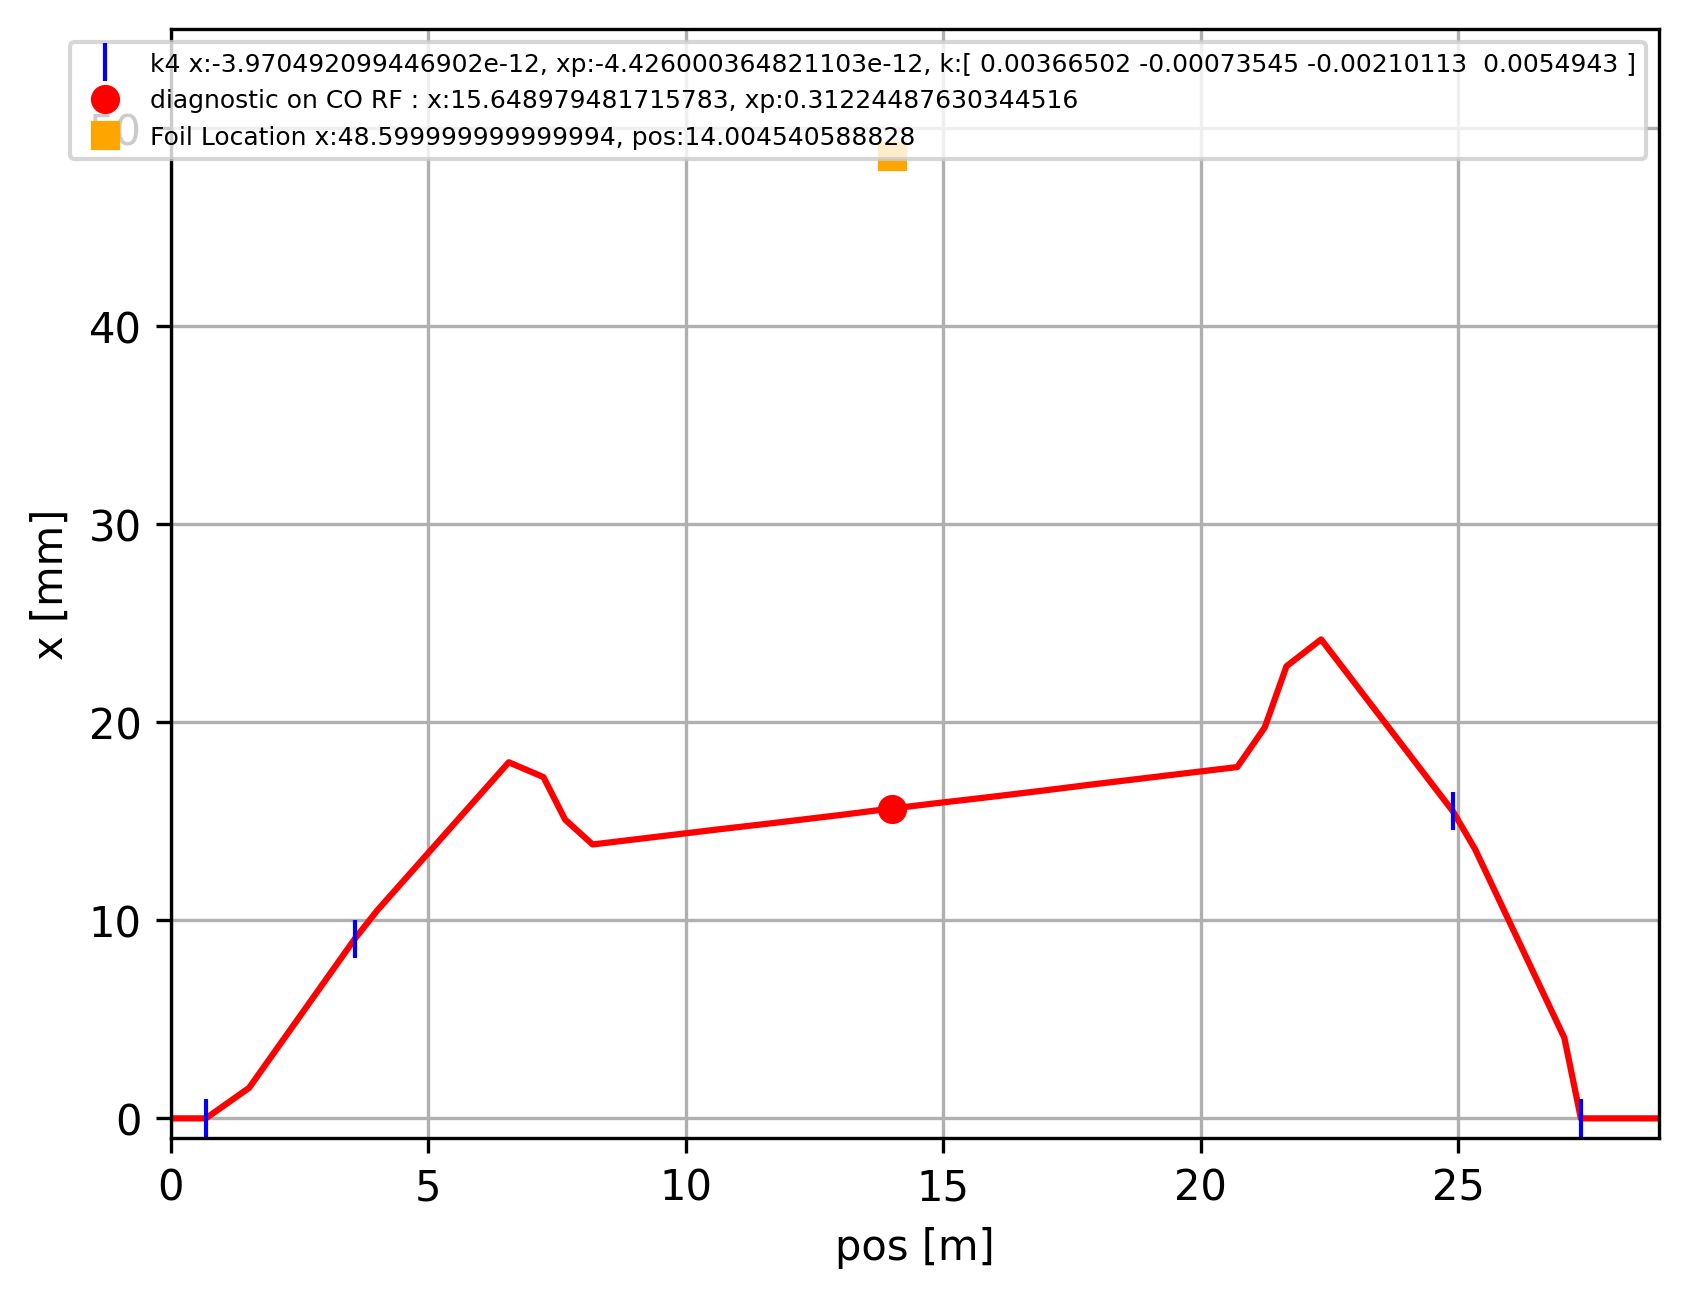 k4 x:-3.970492099446902e-12, xp:-4.426000364821103e-12, k:[ 0.00366502 -0.00073545 -0.00210113  0.0054943 ]
diagnostic on CO RF : x:15.648979481715783, xp:0.31224487630344516
Foil Location x:48.599999999999994, pos:14.004540588828
50
40
30
20
10
0
x [mm]
0 5 10 15 20 25
pos [m]